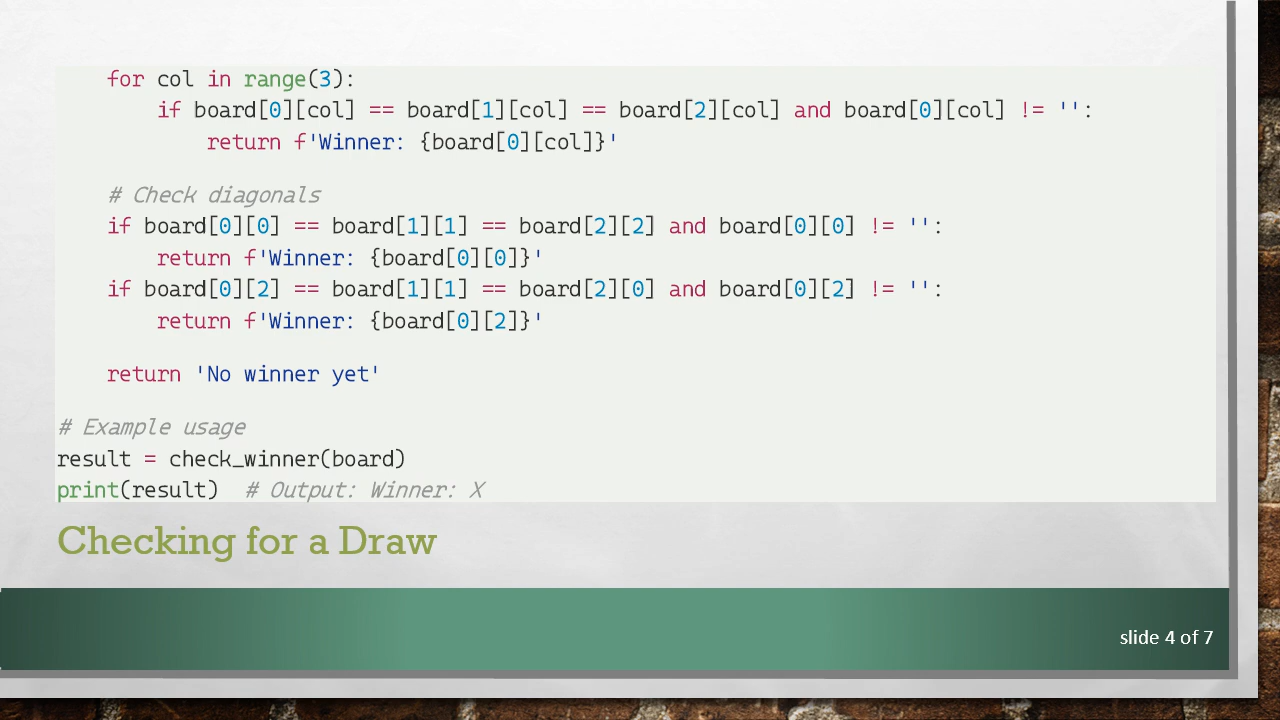 for col in range(3):
if board[0][col] == board[1][col] == board[2][col] and board[0][col] != '':
return f'Winner: {board[0][col]}'
# Check diagonals
if board[0][0] == board[1][1] == board[2][2] and board[0][0] != '':
return f'Winner: {board[0][0]}'
if board[0][2] == board[1][1] == board[2][0] and board[0][2] != '':
return f'Winner: {board[0][2]}'
return 'No winner yet'
# Example usage
result = check_winner(board)
print(result)  # Output: Winner: X
Checking for a Draw
slide 4 of 7